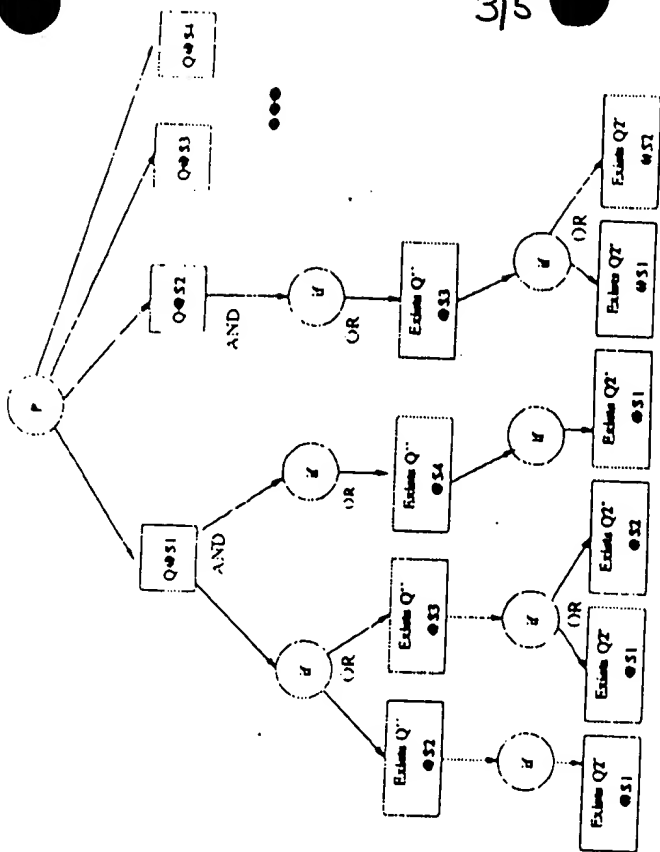 3/5
P
Q@S1
Q@S2
Q@S3
Q@S4
AND
AND
OR
OR
OR
Exists Q''
@S2
Exists Q''
@S3
Exists Q''
@S4
Exists Q''
@S3
OR
OR
Exists Q2'
@S1
Exists Q2'
@S1
Exists Q2'
@S2
Exists Q2'
@S1
Exists Q2'
@S1
Exists Q2'
@S2